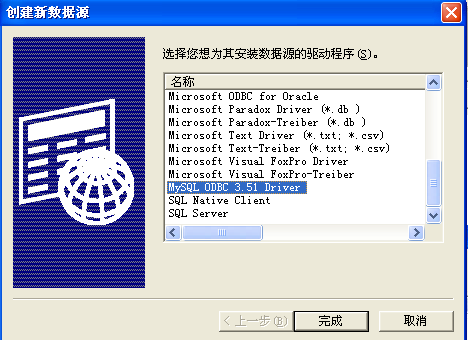 创建新数据源
选择您想为其安装数据源的驱动程序(S)。
名称
Microsoft ODBC for Oracle
Microsoft Paradox Driver (*.db )
Microsoft Paradox-Treiber (*.db )
Microsoft Text Driver (*.txt; *.csv)
Microsoft Text-Treiber (*.txt; *.csv)
Microsoft Visual FoxPro Driver
Microsoft Visual FoxPro-Treiber
MySQL ODBC 3.51 Driver
SQL Native Client
SQL Server
< 上一步(B) 完成 取消